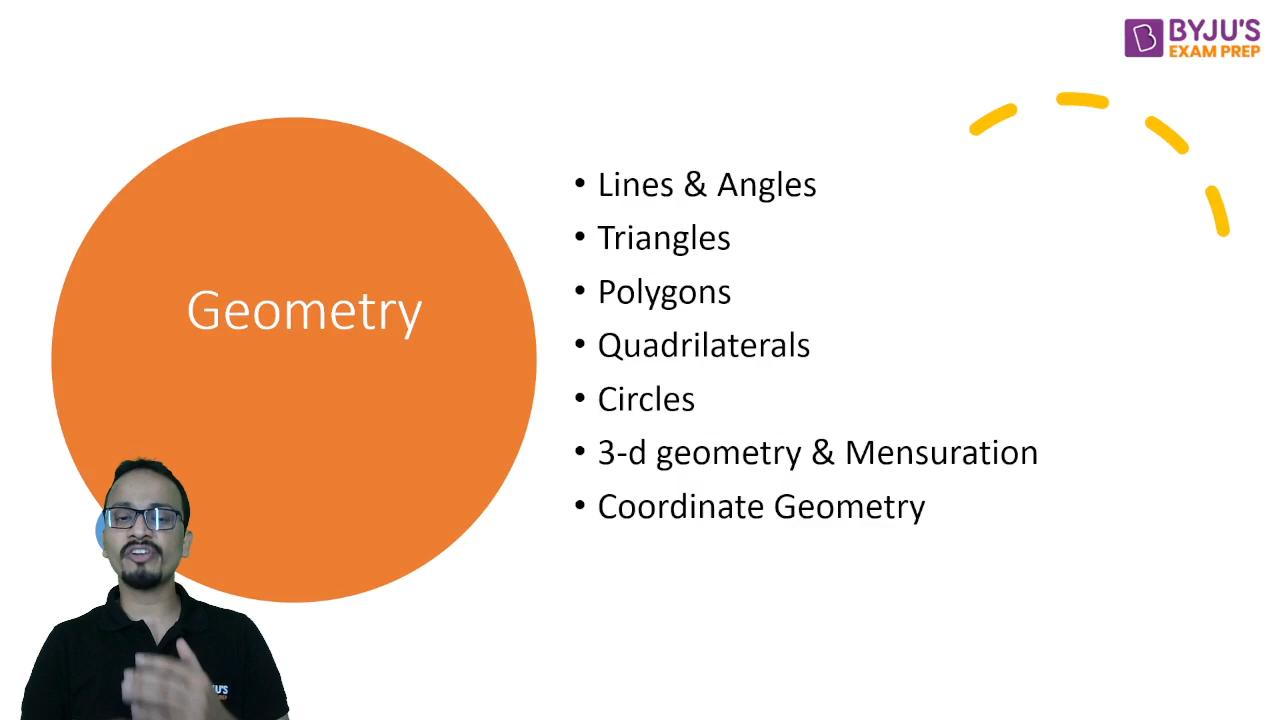 BYJU'S
EXAM PREP
Geometry
• Lines & Angles
• Triangles
• Polygons
• Quadrilaterals
• Circles
• 3-d geometry & Mensuration
• Coordinate Geometry